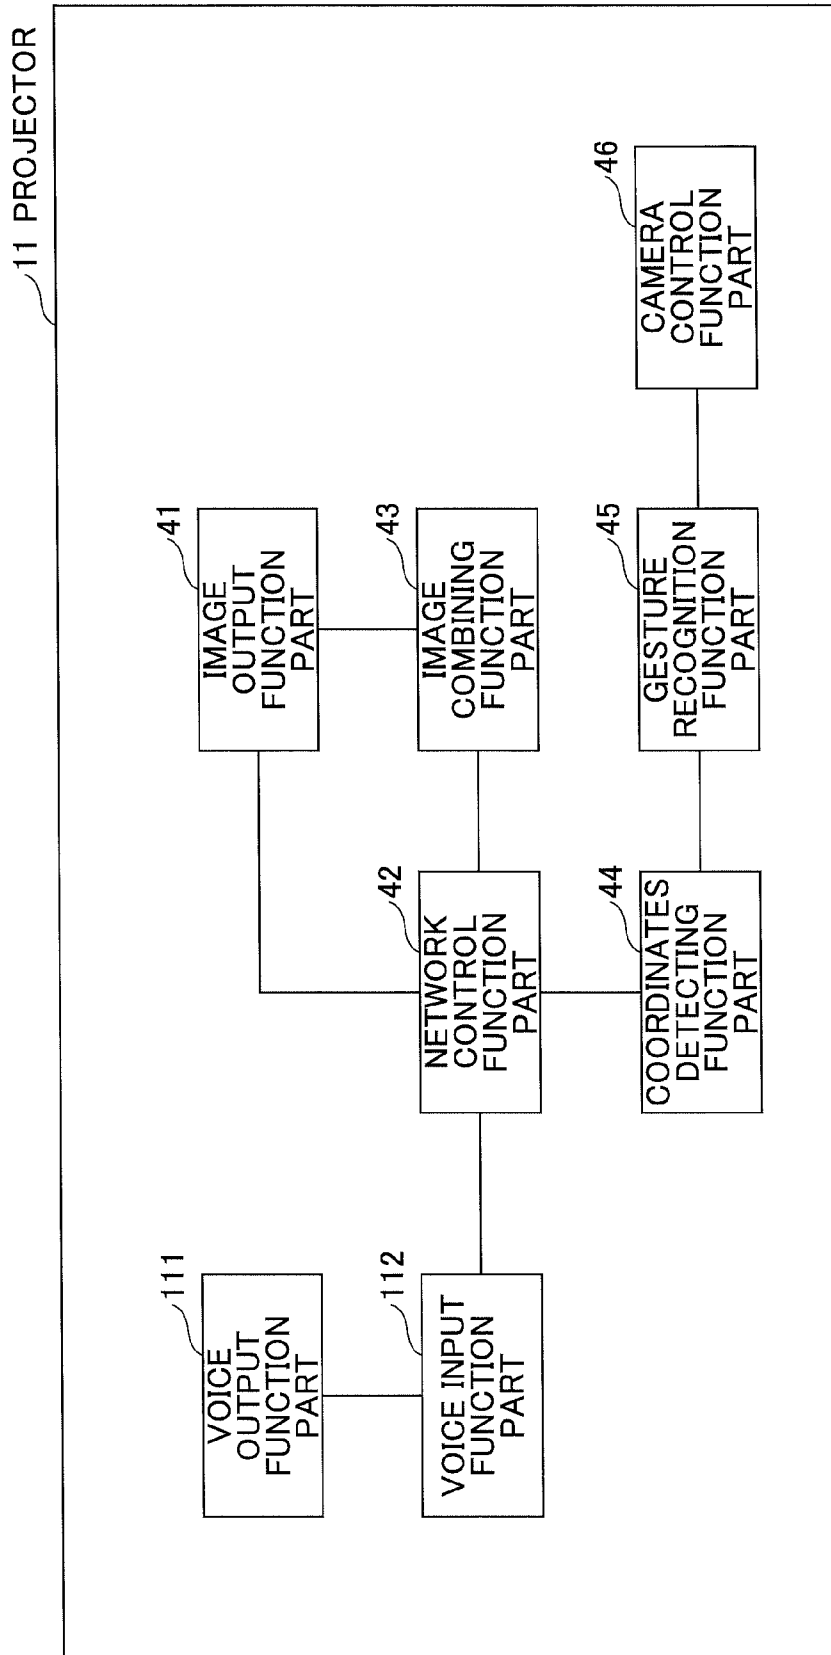 11 PROJECTOR
111
VOICE
OUTPUT
FUNCTION
PART
41
IMAGE
OUTPUT
FUNCTION
PART
112
VOICE INPUT
FUNCTION
PART
42
NETWORK
CONTROL
FUNCTION
PART
43
IMAGE
COMBINING
FUNCTION
PART
44
COORDINATES
DETECTING
FUNCTION
PART
45
GESTURE
RECOGNITION
FUNCTION
PART
46
CAMERA
CONTROL
FUNCTION
PART